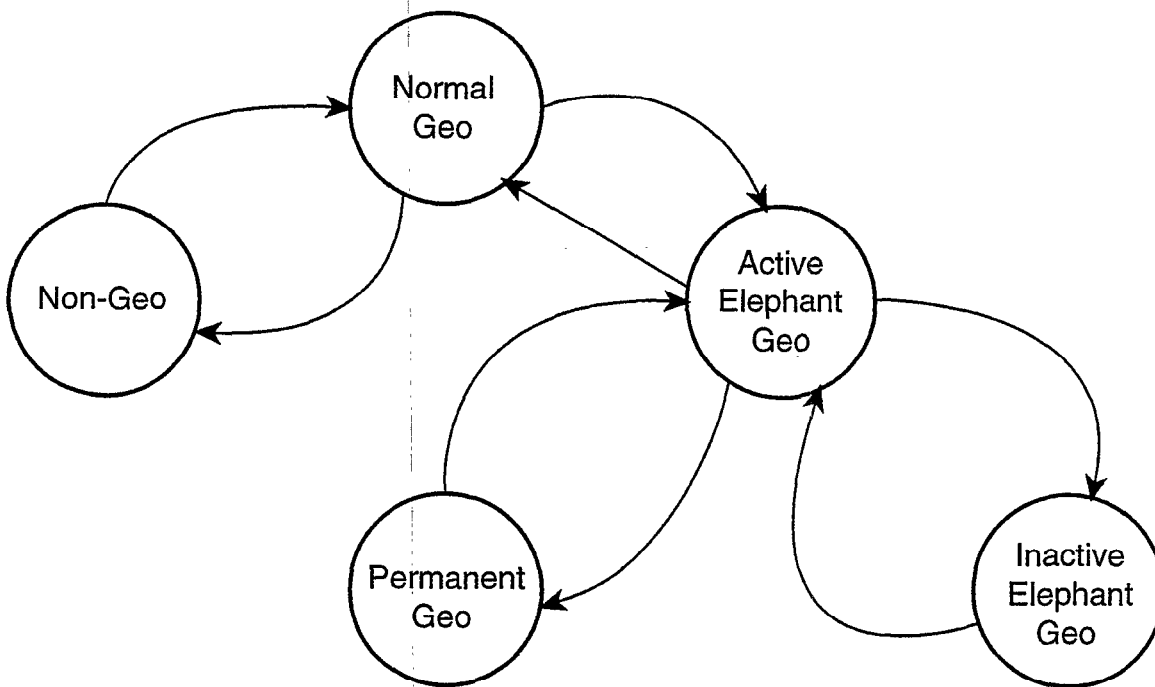 Normal
Geo
Non-Geo
Active
Elephant
Geo
Permanent
Geo
Inactive
Elephant
Geo